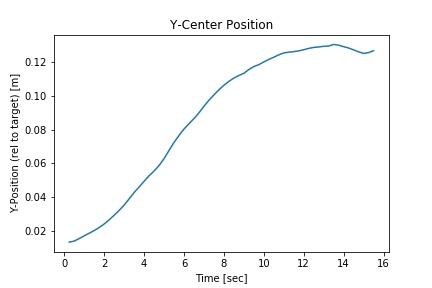 Y-Center Position
Y-Position (rel to target) [m]
0.12
0.10
0.08
0.06
0.04
0.02
0 2 4 6 8 10 12 14 16
Time [sec]